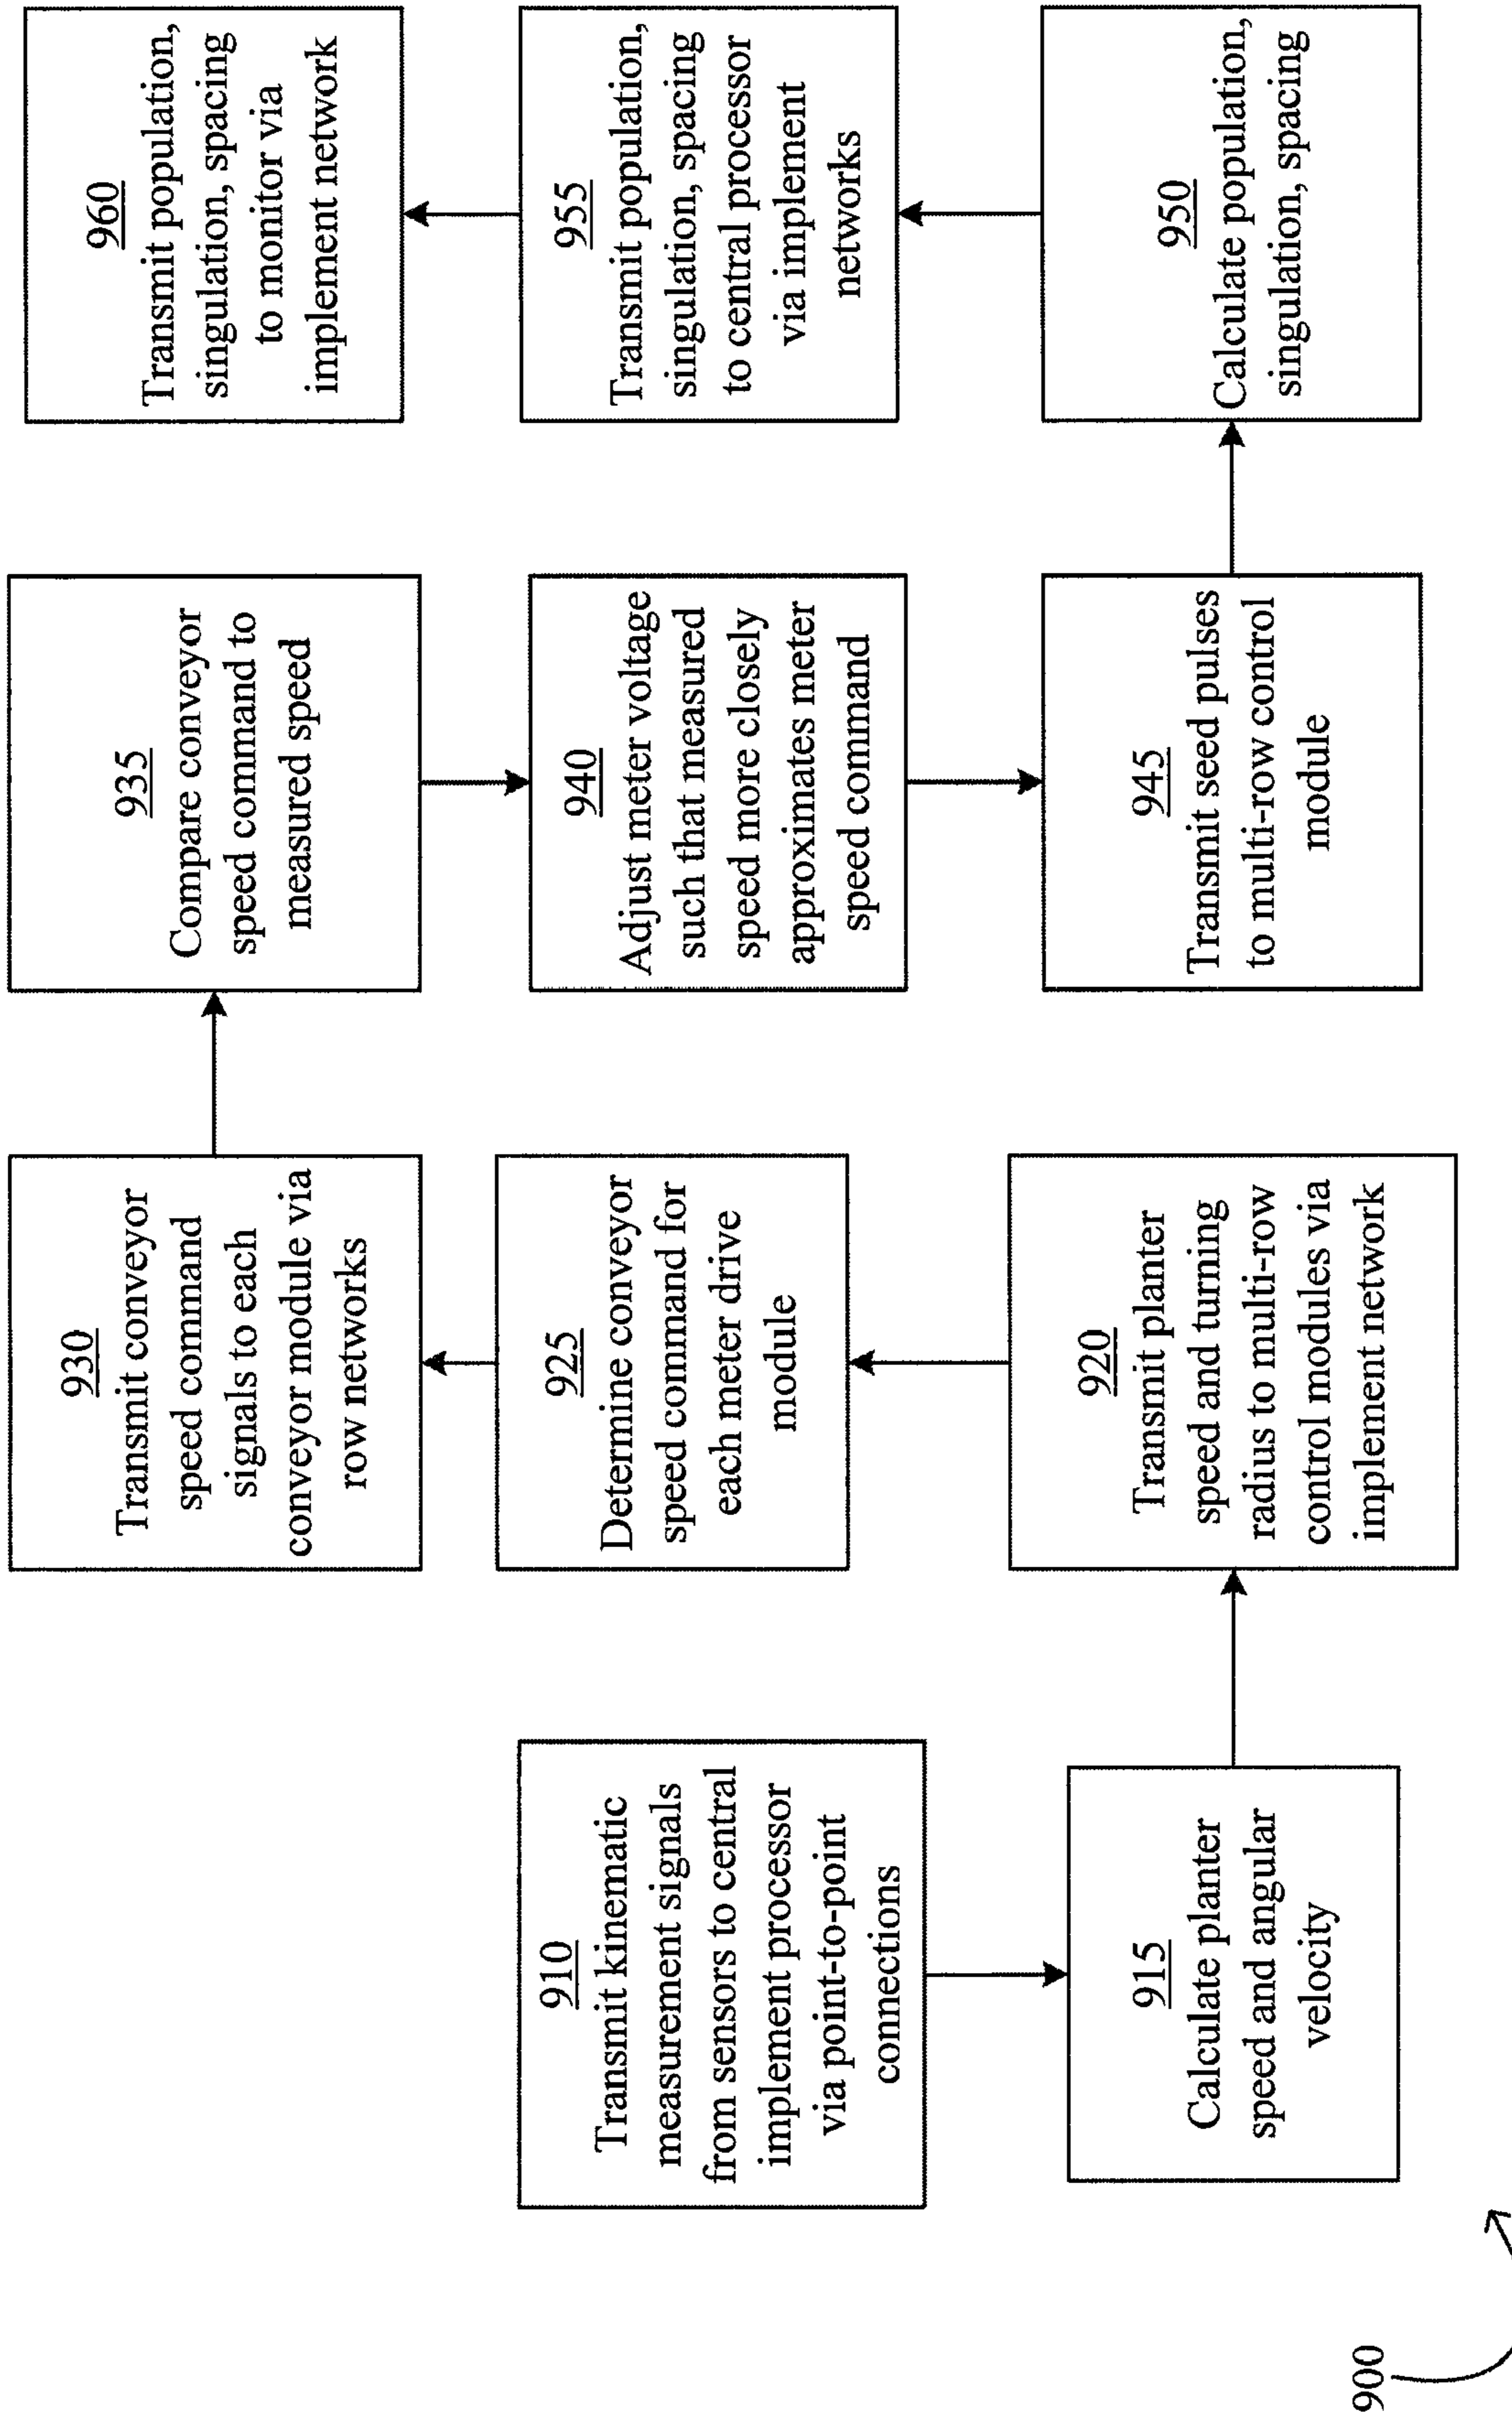 910
Transmit kinematic
measurement signals
from sensors to central
implement processor
via point-to-point
connections
915
Calculate planter
speed and angular
velocity
920
Transmit planter
speed and turning
radius to multi-row
control modules via
implement network
925
Determine conveyor
speed command for
each meter drive
module
930
Transmit conveyor
speed command
signals to each
conveyor module via
row networks
935
Compare conveyor
speed command to
measured speed
940
Adjust meter voltage
such that measured
speed more closely
approximates meter
speed command
945
Transmit seed pulses
to multi-row control
module
950
Calculate population,
singulation, spacing
955
Transmit population,
singulation, spacing
to central processor
via implement
networks
960
Transmit population,
singulation, spacing
to monitor via
implement network
900